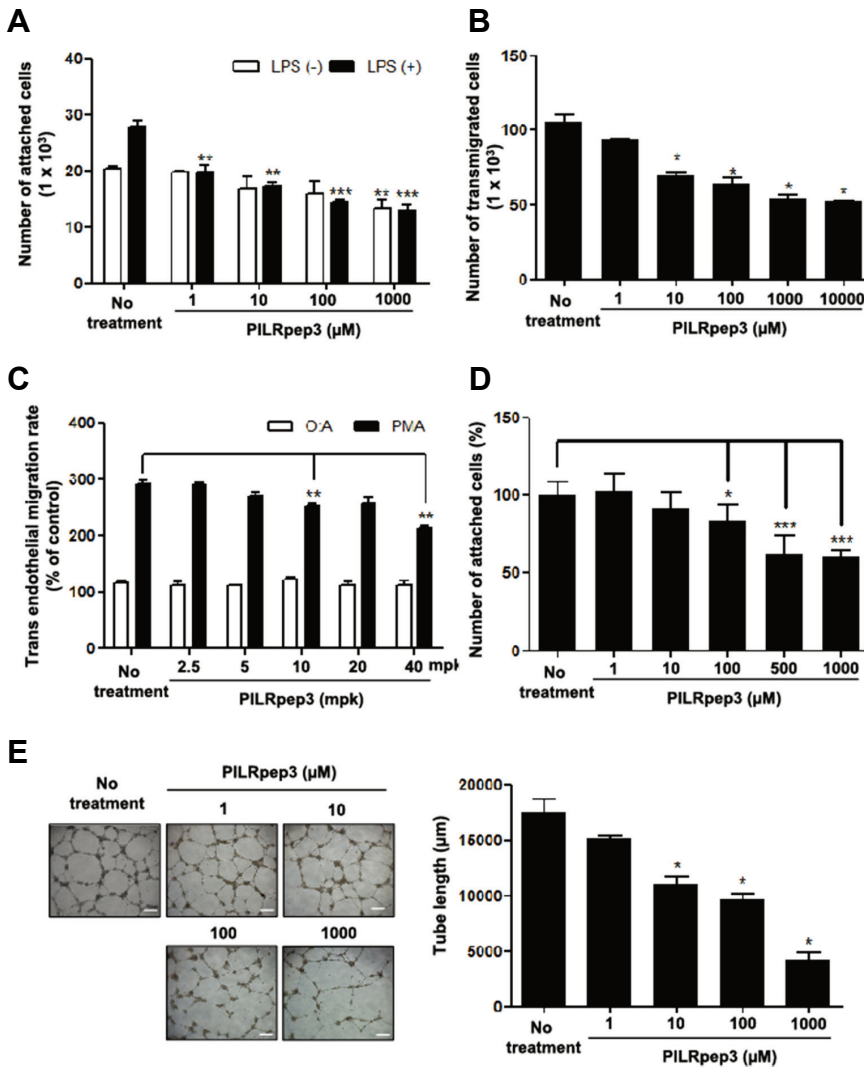 A
Number of attached cells
(1 x 10³)
40
30
20
10
0
LPS (-)
LPS (+)
**
**
***
**
***
No
treatment
1
10
100
1000
PILRpep3 (µM)
B
Number of transmigrated cells
(1 x 10³)
150
100
50
0
*
*
*
*
No
treatment
1
10
100
1000
10000
PILRpep3 (µM)
C
Trans endothelial migration rate
(% of control)
400
300
200
100
0
PMA
**
**
No
treatment
2.5
5
10
20
40 mpk
PILRpep3 (mpk)
D
Number of attached cells (%)
150
100
50
0
*
***
***
No
treatment
1
10
100
500
1000
PILRpep3 (µM)
E
PILRpep3 (µM)
No
treatment
1
10
100
1000
Tube length (µm)
20000
15000
10000
5000
0
*
*
*
No
treatment
1
10
100
1000
PILRpep3 (µM)